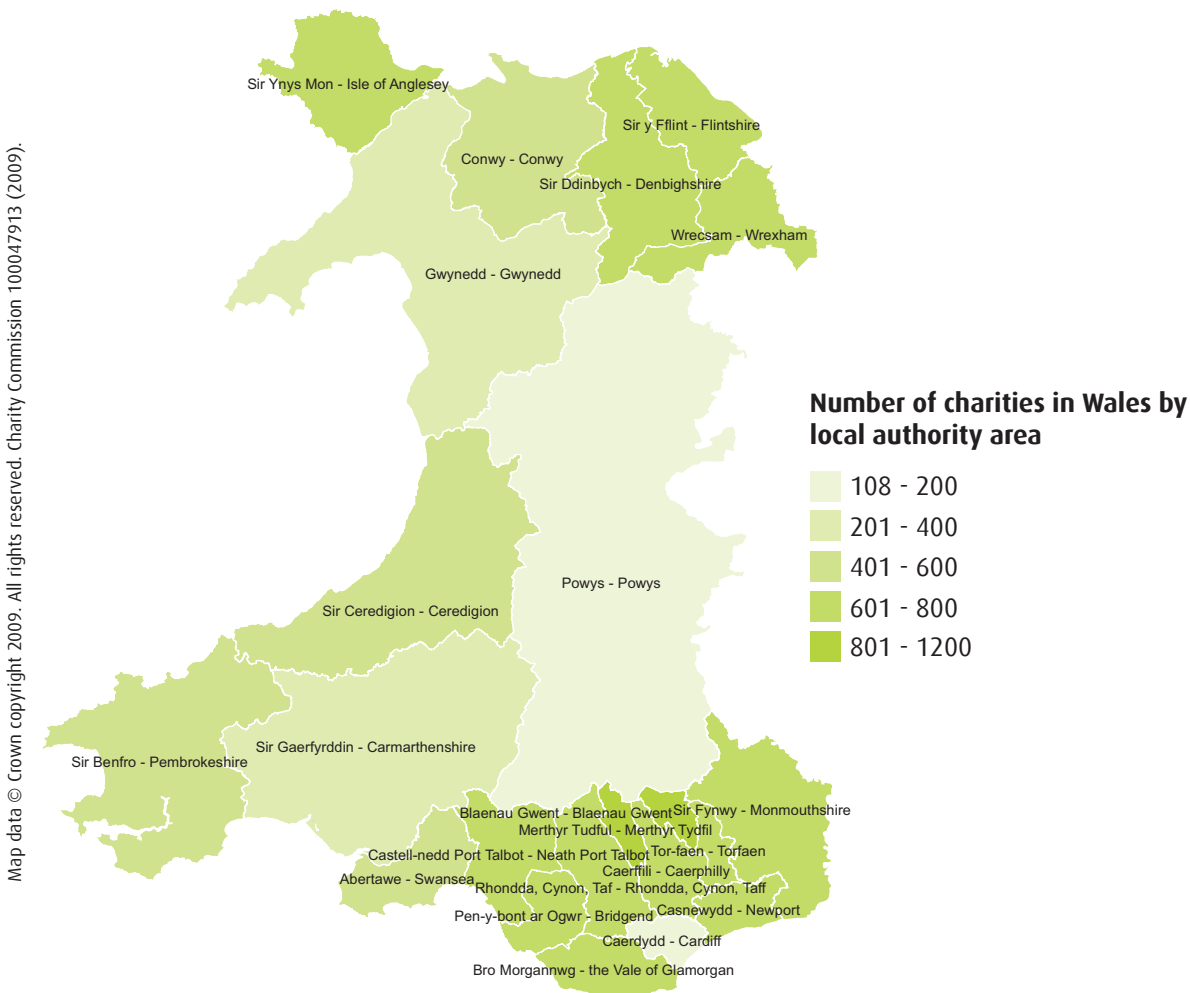 Map data © Crown copyright 2009. All rights reserved. Charity Commission 100047913 (2009).
Sir Ynys Mon - Isle of Anglesey
Sir y Fflint - Flintshire
Conwy - Conwy
Sir Ddinbych - Denbighshire
Wrecsam - Wrexham
Gwynedd - Gwynedd
Number of charities in Wales by
local authority area
108 - 200
201 - 400
401 - 600
601 - 800
801 - 1200
Powys - Powys
Sir Ceredigion - Ceredigion
Sir Gaerfyrddin - Carmarthenshire
Sir Benfro - Pembrokeshire
Blaenau Gwent - Blaenau Gwent
Sir Fynwy - Monmouthshire
Merthyr Tudful - Merthyr Tydfil
Castell-nedd Port Talbot - Neath Port Talbot
Tor-faen - Torfaen
Caerffili - Caerphilly
Abertawe - Swansea
Rhondda, Cynon, Taf - Rhondda, Cynon, Taff
Pen-y-bont ar Ogwr - Bridgend
Casnewydd - Newport
Caerdydd - Cardiff
Bro Morgannwg - the Vale of Glamorgan